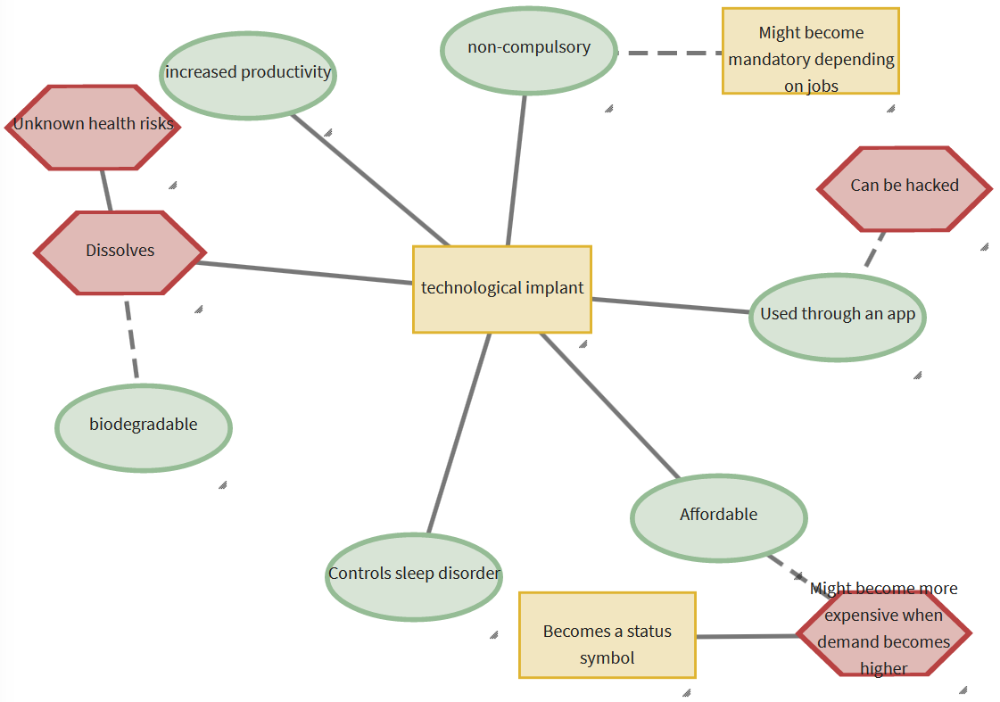 non-compulsory
Might become
mandatory depending
on jobs
increased productivity
Unknown health risks
Can be hacked
Dissolves
technological implant
Used through an app
biodegradable
Affordable
Controls sleep disorder
Might become more
expensive when
demand becomes
higher
Becomes a status
symbol